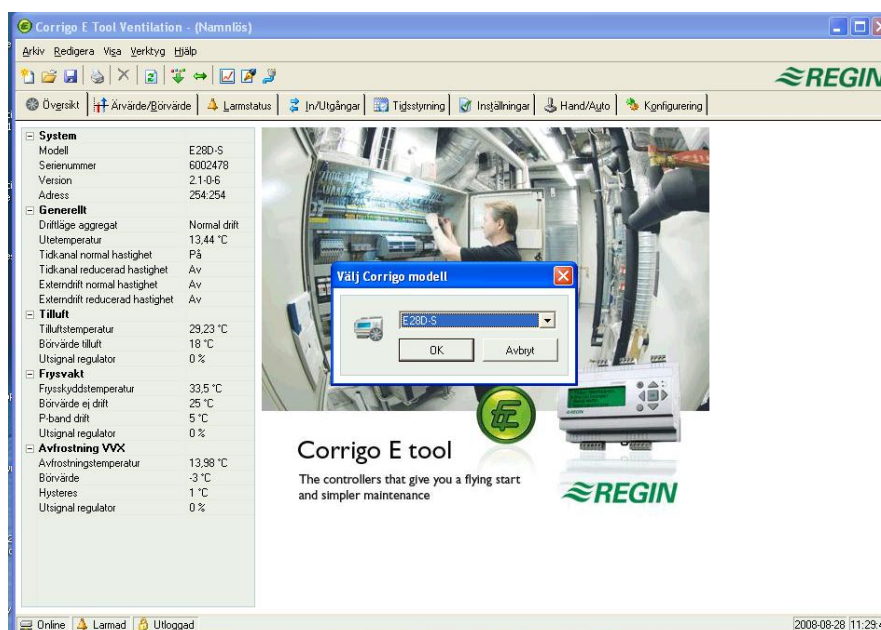 Corrigo E Tool Ventilation - (Namnlös)
Arkiv Redigera Visa Verktyg Hjälp
REGIN
Översikt Ärvärde/Börvärde Larmstatus In/Utgångar Tidsstyrning Inställningar Hand/Auto Konfigurering
System
Modell E28D-S
Serienummer 6002478
Version 2.1-0-6
Adress 254:254
Generellt
Driftläge aggregat Normal drift
Utetemperatur 13,44 °C
Tidkanal normal hastighet På
Tidkanal reducerad hastighet Av
Externdrift normal hastighet Av
Externdrift reducerad hastighet Av
Tilluft
Tilluftstemperatur 29,23 °C
Börvärde tilluft 18 °C
Utsignal regulator 0 %
Frysvakt
Frysskyddstemperatur 33,5 °C
Börvärde ej drift 25 °C
P-band drift 5 °C
Utsignal regulator 0 %
Avfrostning VVX
Avfrostningstemperatur 13,98 °C
Börvärde -3 °C
Hysteres 1 °C
Utsignal regulator 0 %
Välj Corrigo modell
E28D-S
OK Avbryt
Corrigo E tool
The controllers that give you a flying start
and simpler maintenance
REGIN
Online Larmad Utloggad 2008-08-28 11:29:4